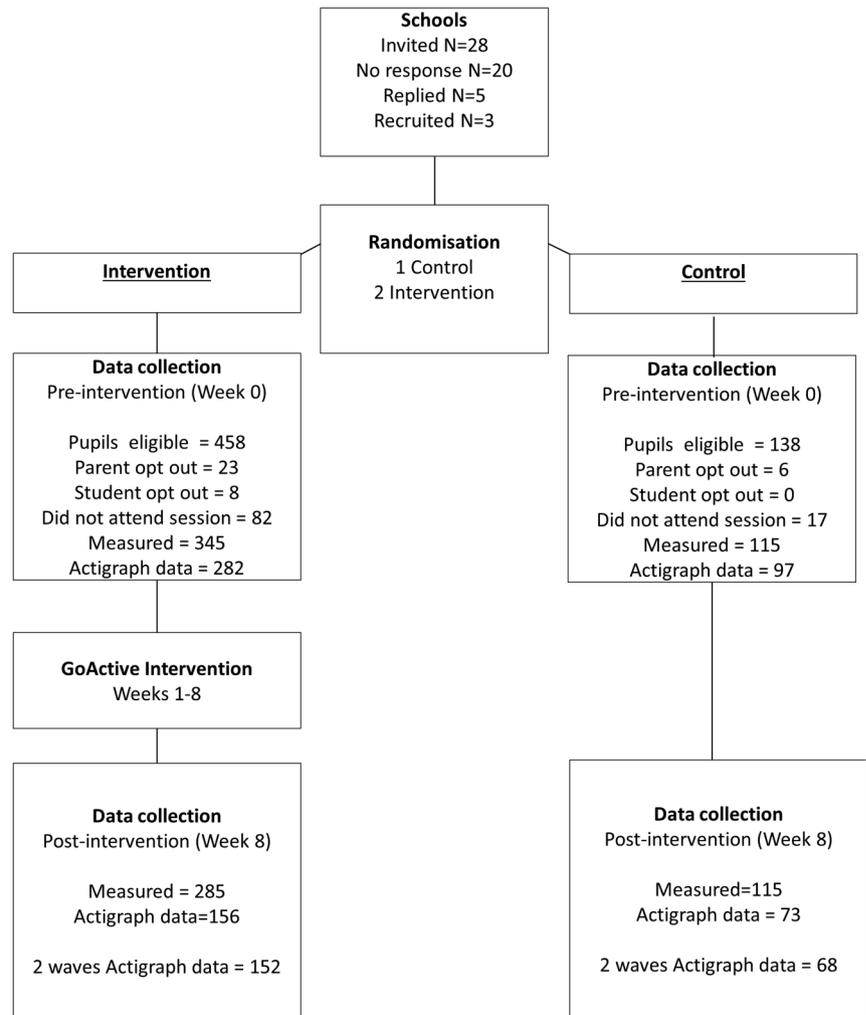 Schools
Invited N=28
No response N=20
Replied N=5
Recruited N=3
Randomisation
1 Control
2 Intervention
Intervention
Control
Data collection
Pre-intervention (Week 0)
Pupils eligible = 458
Parent opt out = 23
Student opt out = 8
Did not attend session = 82
Measured = 345
Actigraph data = 282
Data collection
Pre-intervention (Week 0)
Pupils eligible = 138
Parent opt out = 6
Student opt out = 0
Did not attend session = 17
Measured = 115
Actigraph data = 97
GoActive Intervention
Weeks 1-8
Data collection
Post-intervention (Week 8)
Measured = 285
Actigraph data=156
2 waves Actigraph data = 152
Data collection
Post-intervention (Week 8)
Measured=115
Actigraph data = 73
2 waves Actigraph data = 68